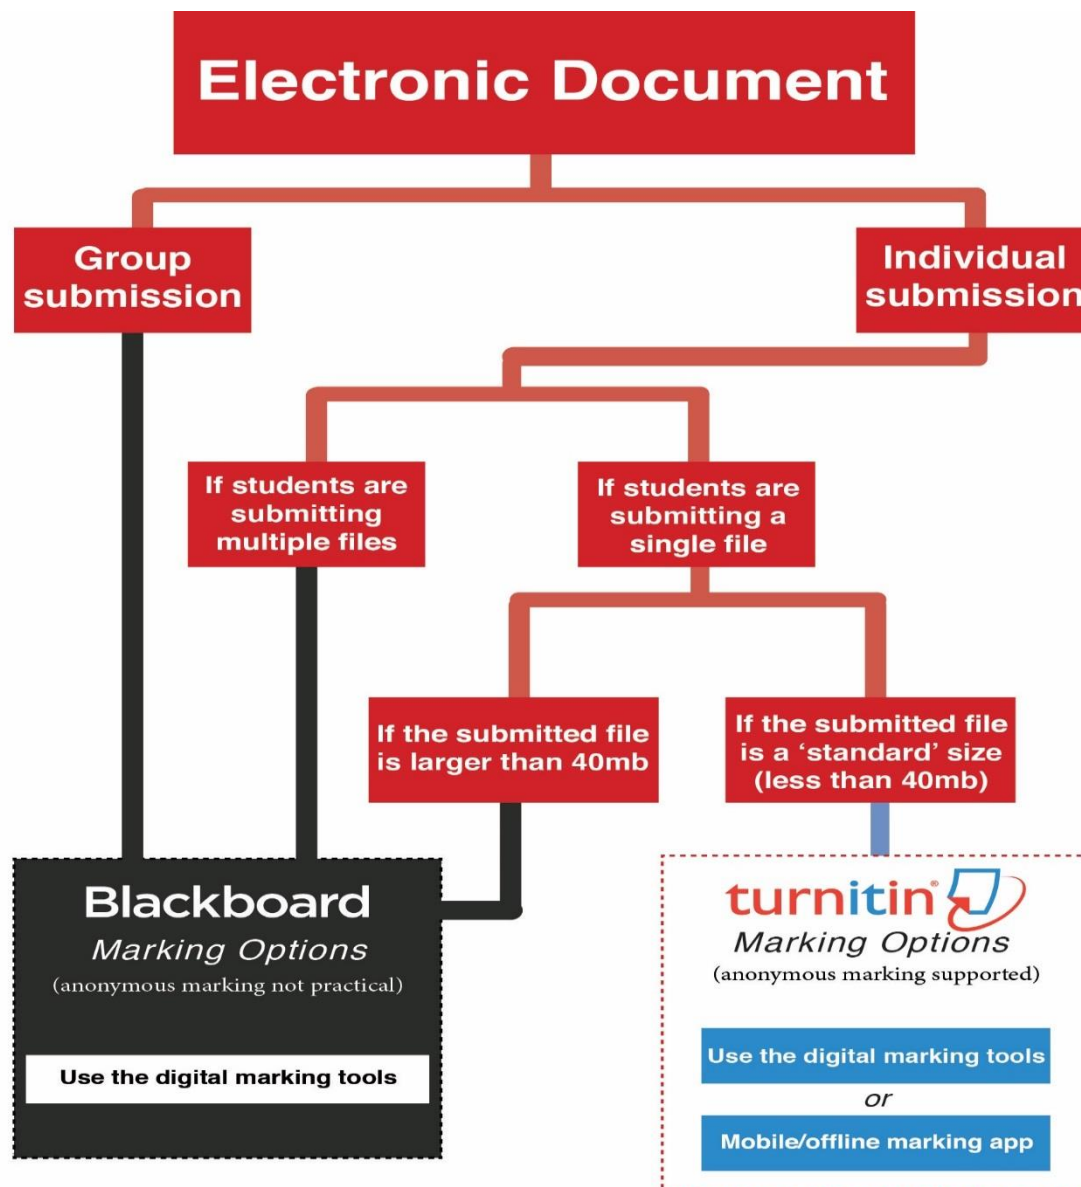 Electronic Document
Group
submission
Individual
submission
If students are
submitting
multiple files
If students are
submitting a
single file
If the submitted file
is larger than 40mb
If the submitted file
is a ‘standard’ size
(less than 40mb)
Blackboard
Marking Options
(anonymous marking not practical)
Use the digital marking tools
turnitin®
Marking Options
(anonymous marking supported)
Use the digital marking tools
or
Mobile/offline marking app